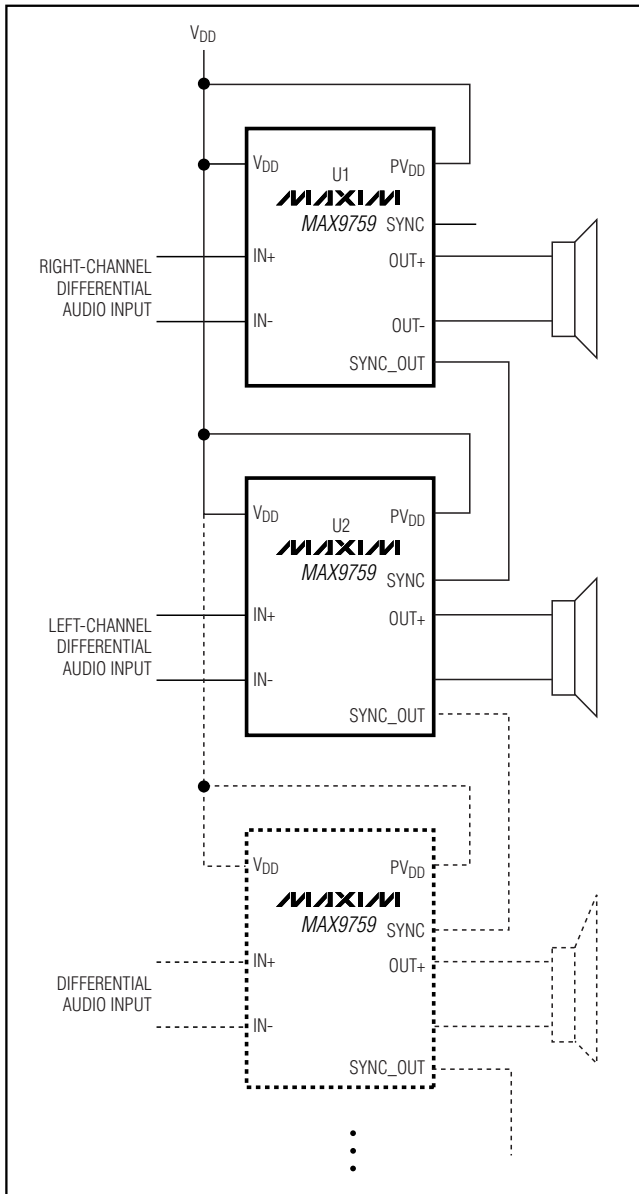 VDD
VDD
U1
PVDD
MAXIM
MAX9759
SYNC
RIGHT-CHANNEL
DIFFERENTIAL
AUDIO INPUT
IN+
OUT+
IN-
OUT-
SYNC_OUT
VDD
U2
PVDD
MAXIM
MAX9759
SYNC
LEFT-CHANNEL
DIFFERENTIAL
AUDIO INPUT
IN+
OUT+
IN-
SYNC_OUT
VDD
PVDD
MAXIM
MAX9759
SYNC
DIFFERENTIAL
AUDIO INPUT
IN+
OUT+
IN-
SYNC_OUT